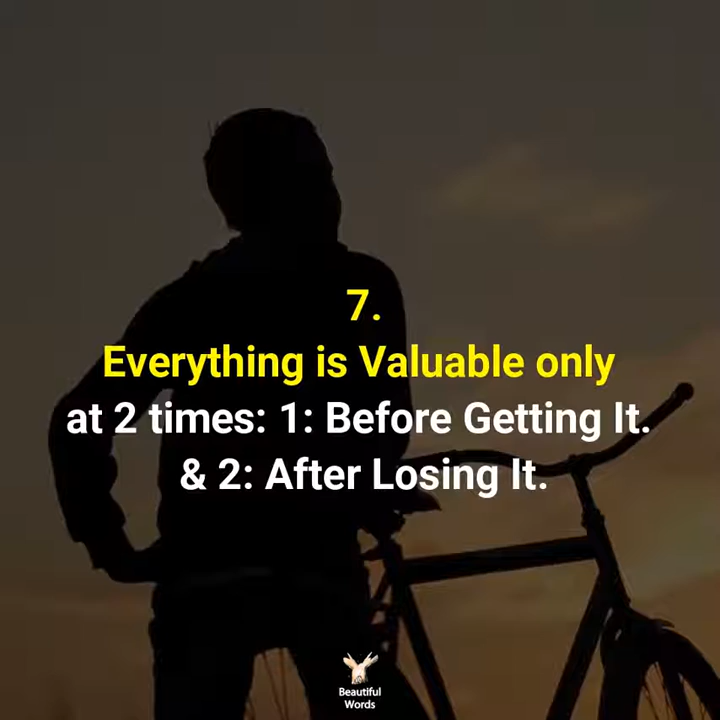 7.
Everything is Valuable only
at 2 times: 1: Before Getting It.
& 2: After Losing It.
Beautiful
Words